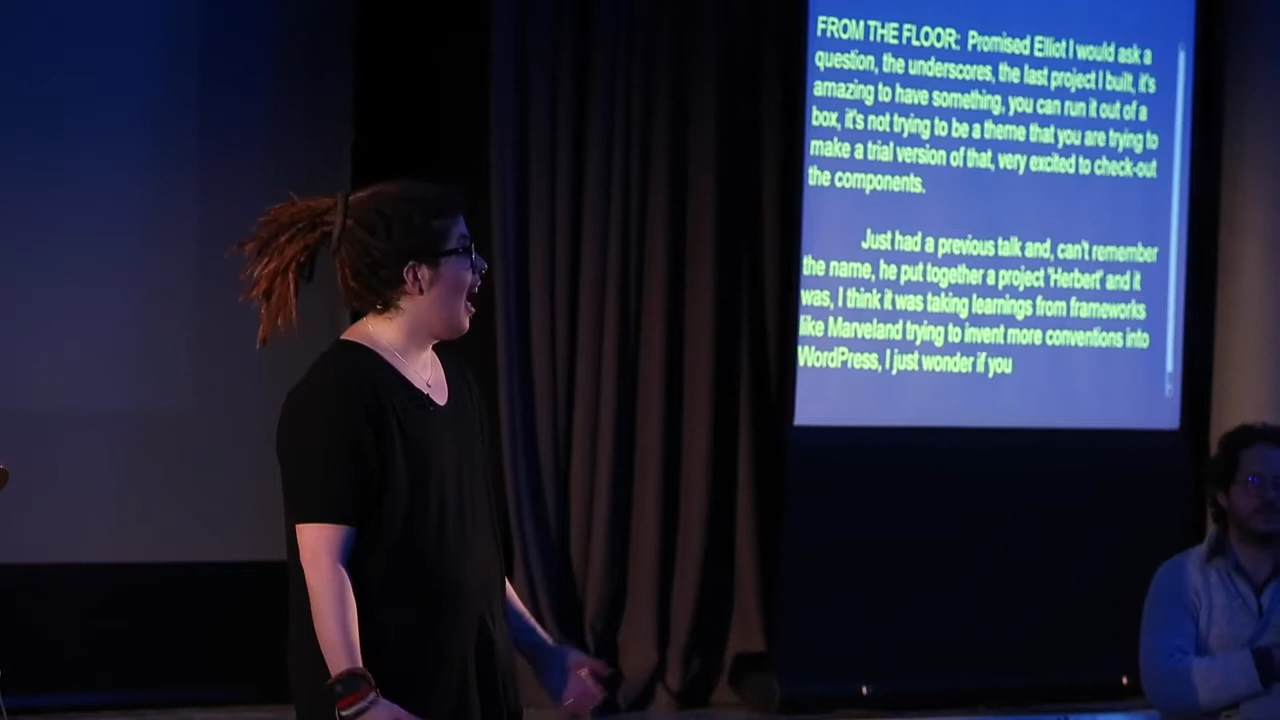 FROM THE FLOOR: Promised Elliot I would ask a
question, the underscores, the last project I built, it's
amazing to have something, you can run it out of a
box, it's not trying to be a theme that you are trying to
make a trial version of that, very excited to check-out
the components.
Just had a previous talk and, can't remember
the name, he put together a project 'Herbert' and it
was, I think it was taking learnings from frameworks
like Marveland trying to invent more conventions into
WordPress, I just wonder if you